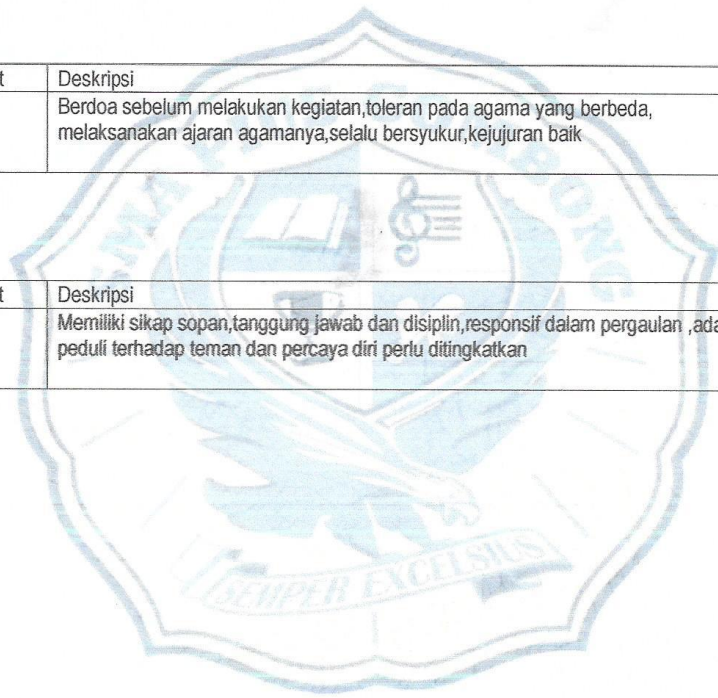 t Deskripsi
Berdoa sebelum melakukan kegiatan,toleran pada agama yang berbeda,
melaksanakan ajaran agamanya,selalu bersyukur,kejujuran baik
t Deskripsi
Memiliki sikap sopan,tanggung jawab dan disiplin,responsif dalam pergaulan ,ada
peduli terhadap teman dan percaya diri perlu ditingkatkan
SEMPER EXCELSIUS